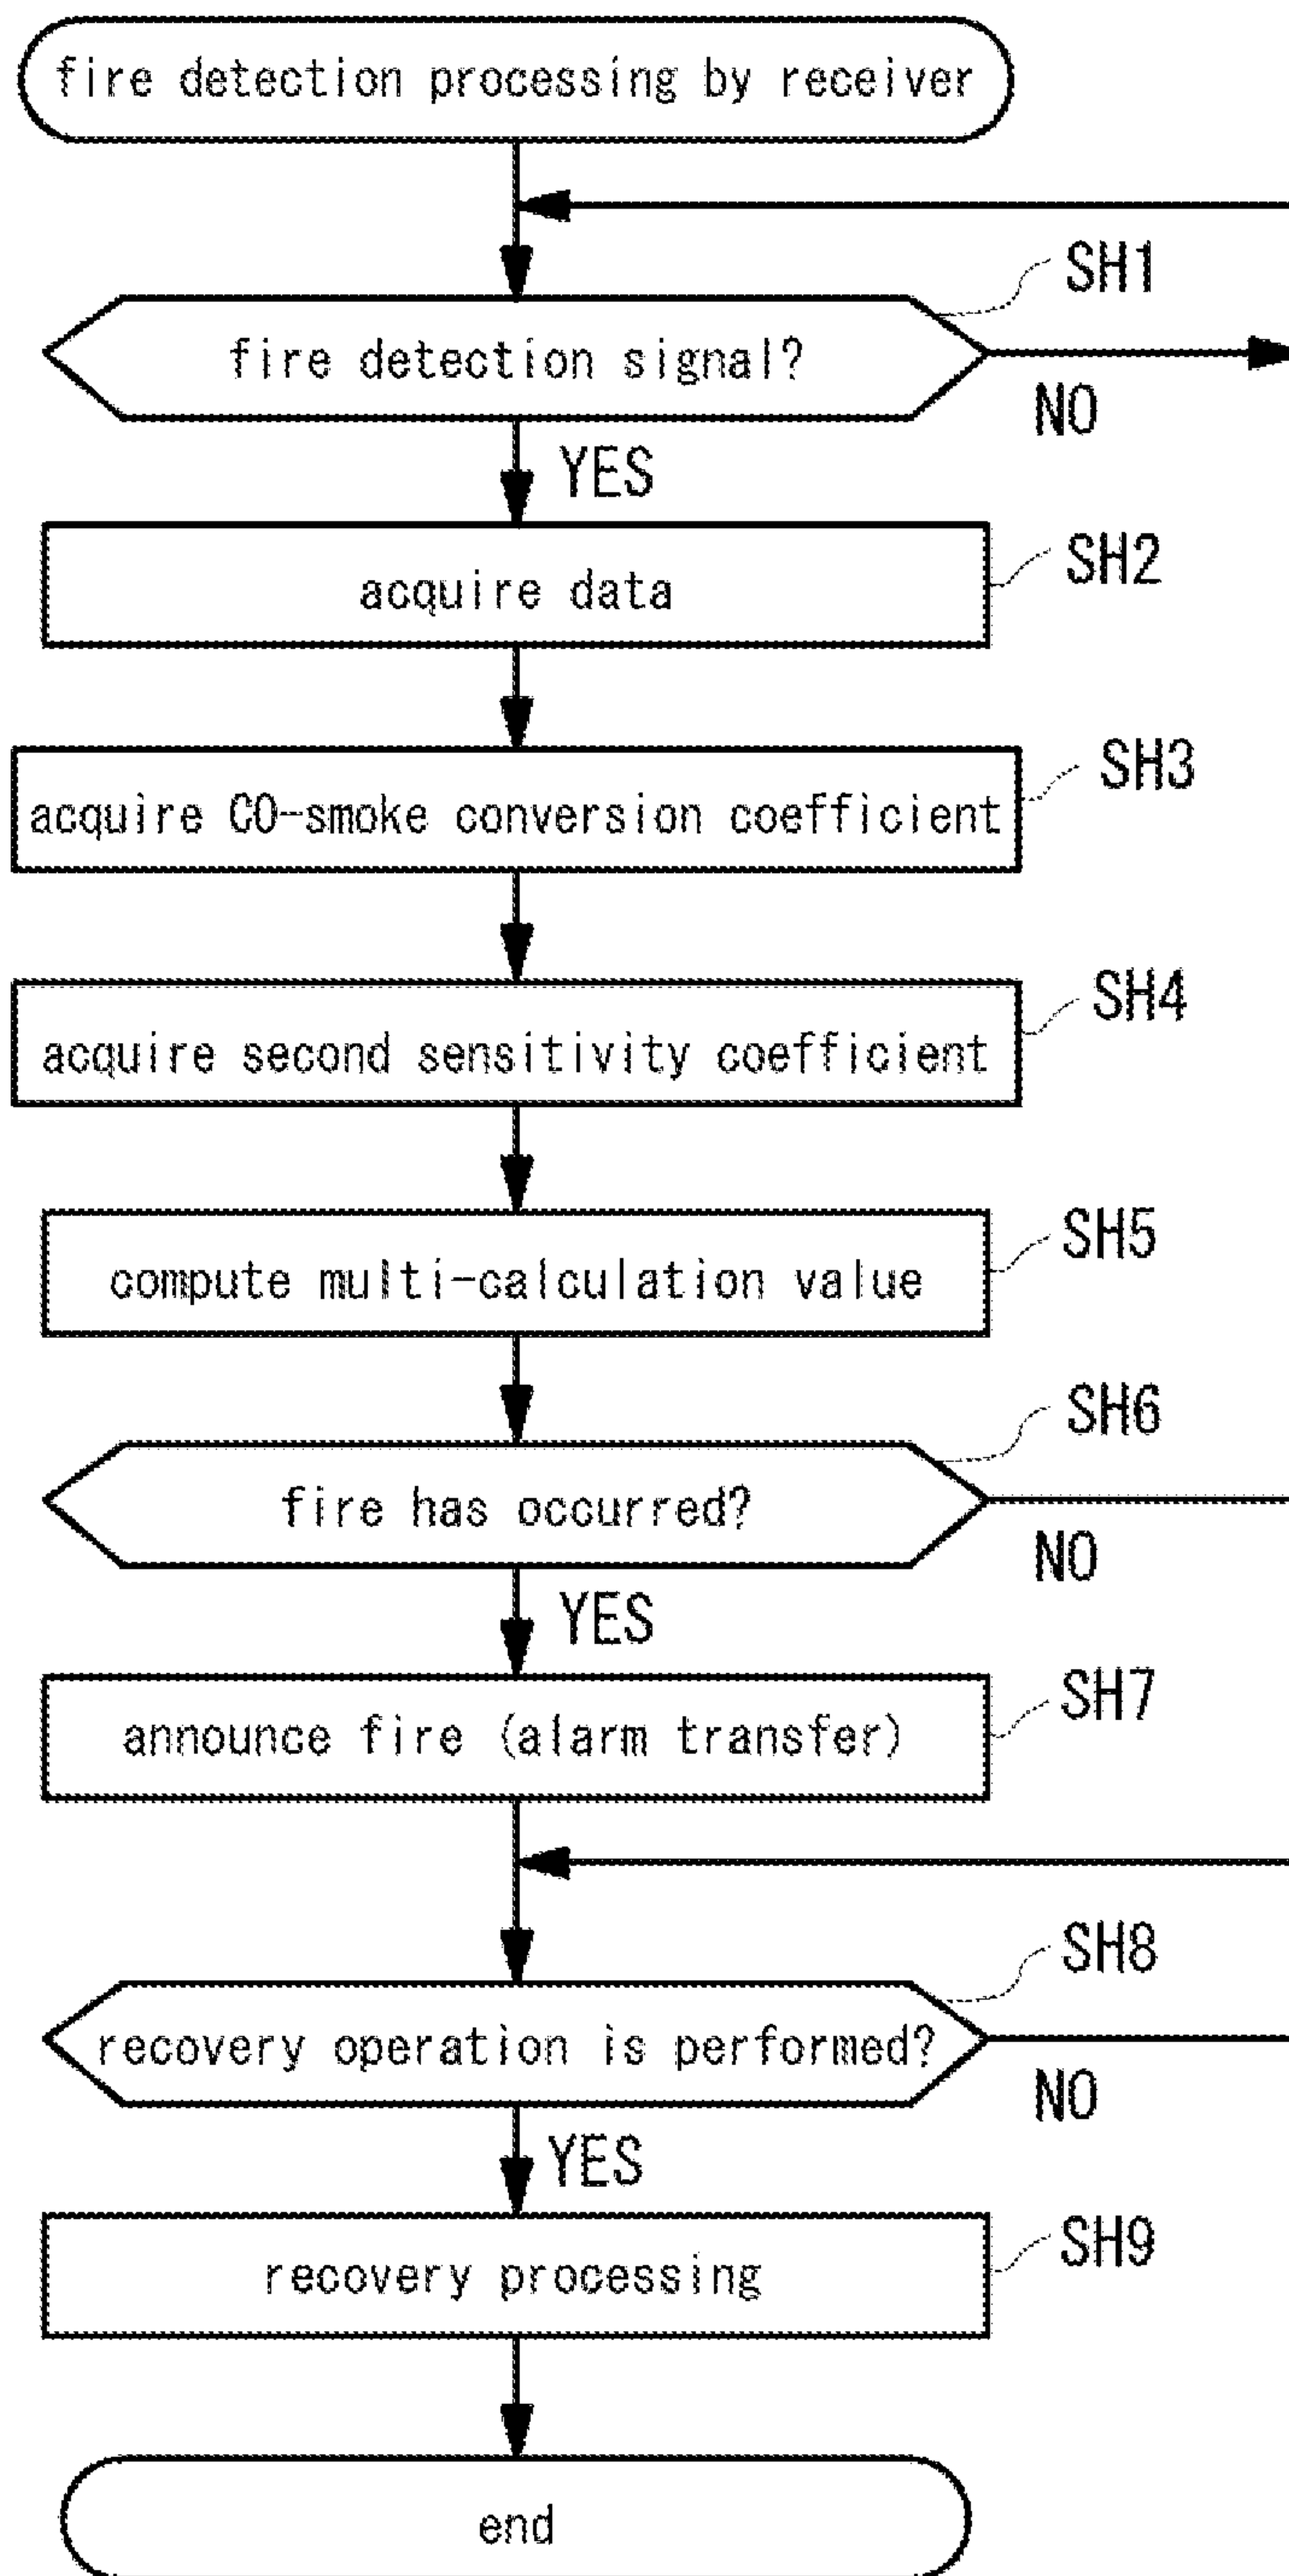 fire detection processing by receiver
SH1
fire detection signal?
NO
YES
SH2
acquire data
SH3
acquire CO-smoke conversion coefficient
SH4
acquire second sensitivity coefficient
SH5
compute multi-calculation value
SH6
fire has occurred?
NO
YES
SH7
announce fire (alarm transfer)
SH8
recovery operation is performed?
NO
YES
SH9
recovery processing
end